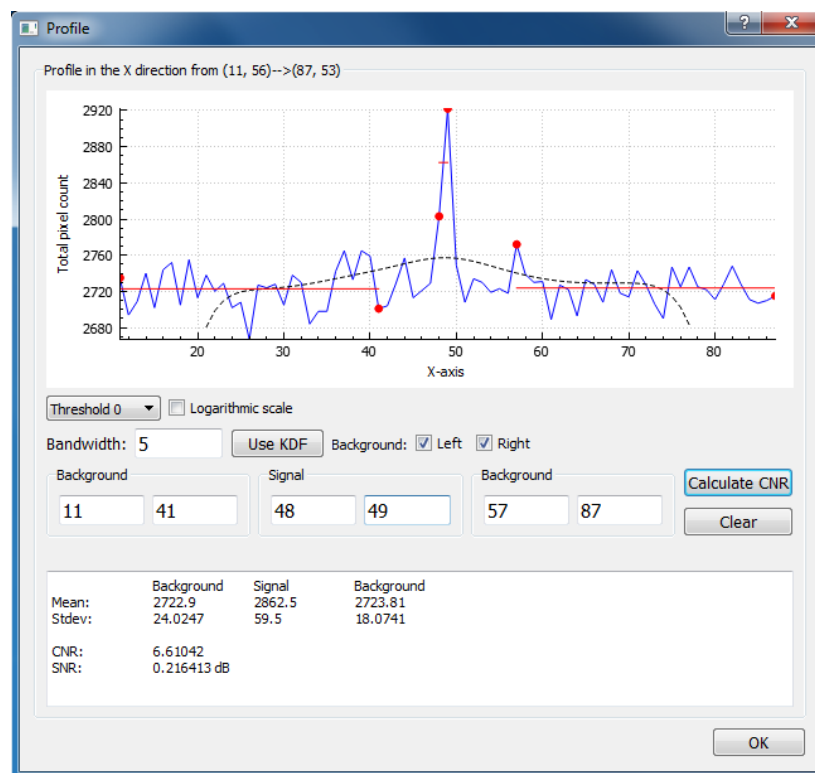 Profile
Profile in the X direction from (11, 56)-->(87, 53)
2920
2880
2840
2800
2760
2720
2680
Total pixel count
20 30 40 50 60 70 80
X-axis
Threshold 0 Logarithmic scale
Bandwidth: 5 Use KDF Background: Left Right
Background Signal Background
11 41 48 49 57 87
Calculate CNR
Clear
Background Signal Background
Mean: 2722.9 2862.5 2723.81
Stdev: 24.0247 59.5 18.0741
CNR: 6.61042
SNR: 0.216413 dB
OK